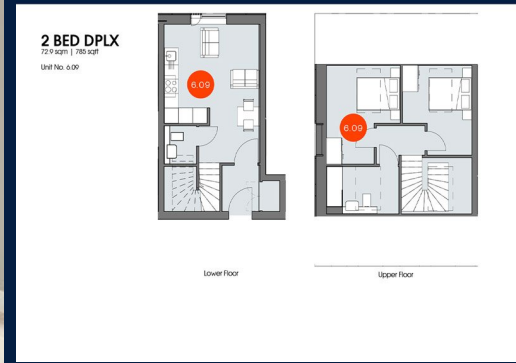 2 BED DPLX
72.9 sqm | 785 sqft
Unit No. 6.09
6.09
6.09
Lower Floor
Upper Floor